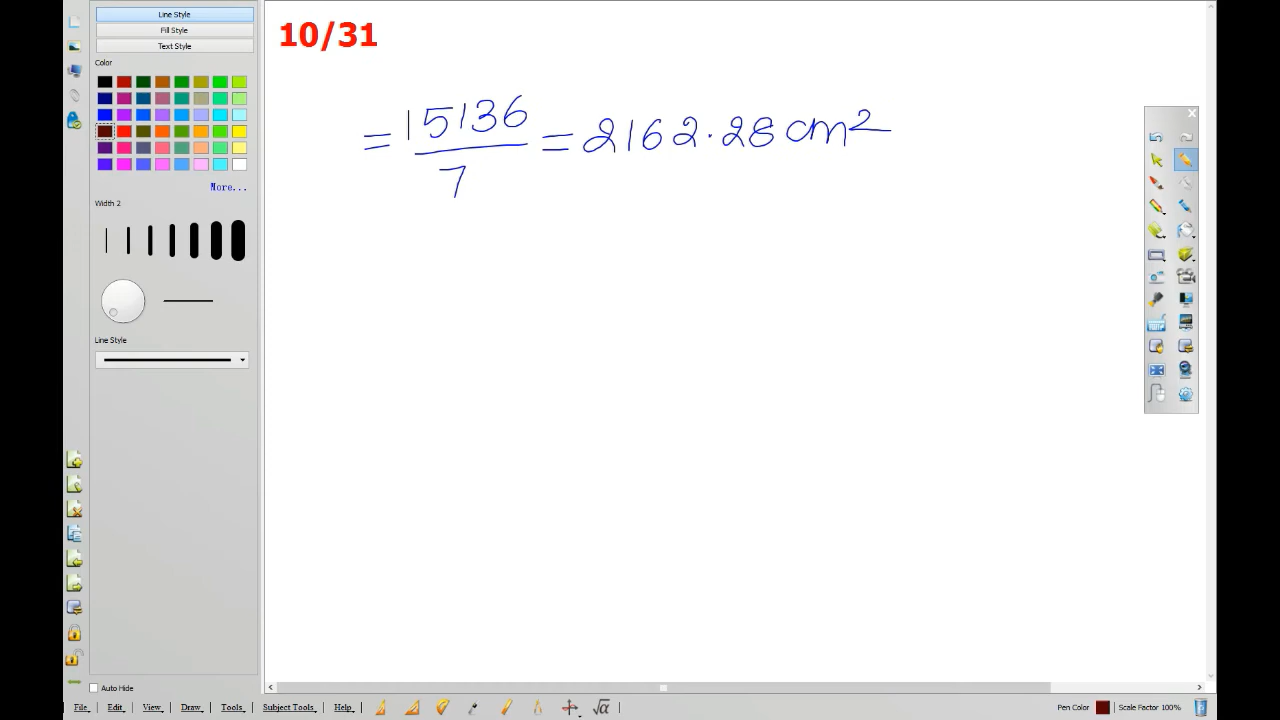 Line Style
Fill Style
Text Style
Color
More...
Width 2
Line Style
Auto Hide
10/31
= 15136/7 = 2162.28 cm²
File Edit View Draw Tools Subject Tools Help
Pen Color Scale Factor 100%